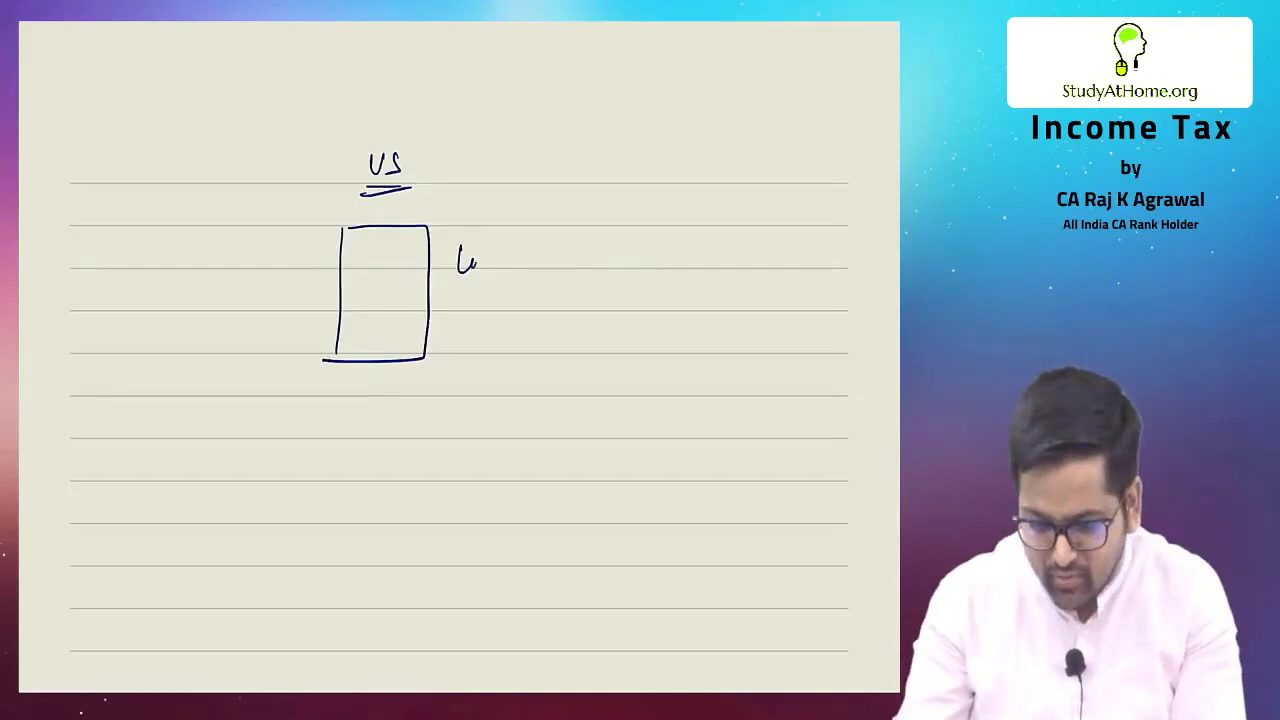 StudyAtHome.org
Income Tax
by
CA Raj K Agrawal
All India CA Rank Holder
US